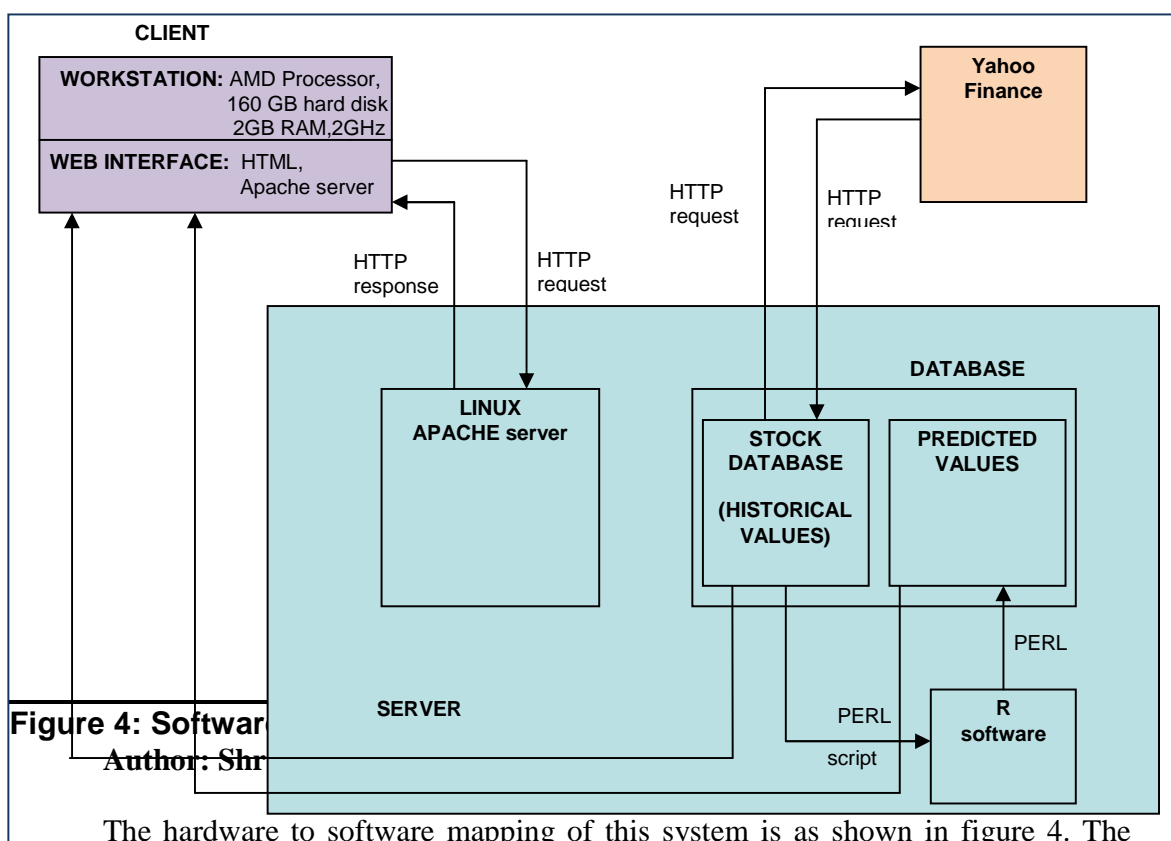 CLIENT
WORKSTATION: AMD Processor,
160 GB hard disk
2GB RAM,2GHz
WEB INTERFACE: HTML,
Apache server
Yahoo
Finance
HTTP
request
HTTP
request
HTTP
response
HTTP
request
DATABASE
LINUX
APACHE server
STOCK
DATABASE
(HISTORICAL
VALUES)
PREDICTED
VALUES
PERL
SERVER
PERL
script
R
software
Figure 4: Software
Author: Shr
The hardware to software mapping of this system is as shown in figure 4. The